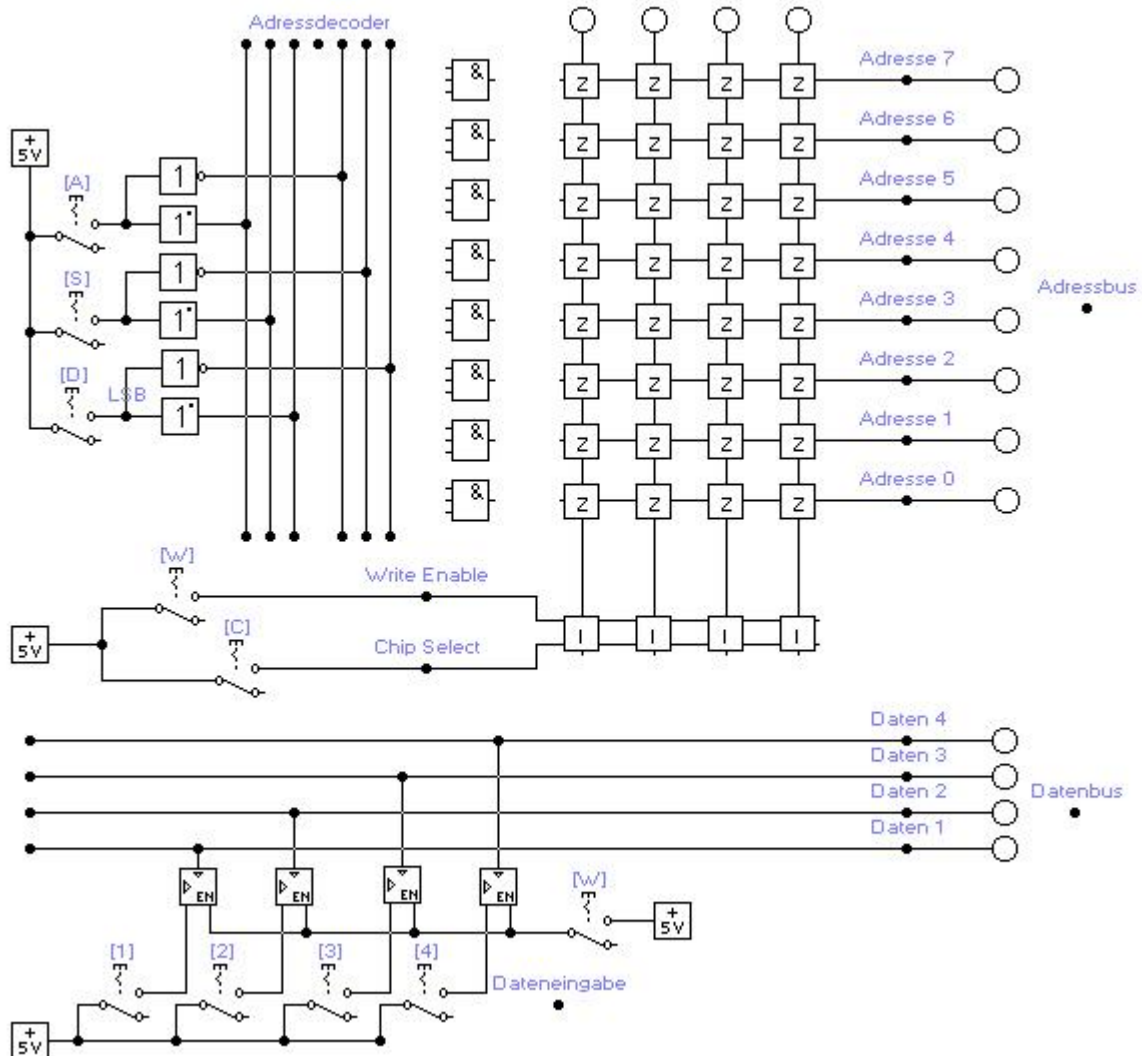 Adressdecoder
& Z Z Z Z Adresse 7
& Z Z Z Z Adresse 6
+ 5V
[A] 1 & Z Z Z Z Adresse 5
1
& Z Z Z Z Adresse 4
[S] 1
1 & Z Z Z Z Adresse 3
Adressbus
[D] LSB 1 & Z Z Z Z Adresse 2
1 & Z Z Z Z Adresse 1
& Z Z Z Z Adresse 0
[W] Write Enable
+ 5V [C] Chip Select I I I I
Daten 4
Daten 3
Daten 2
Datenbus
Daten 1
EN EN EN EN [W] + 5V
[1] [2] [3] [4] Dateneingabe
+ 5V